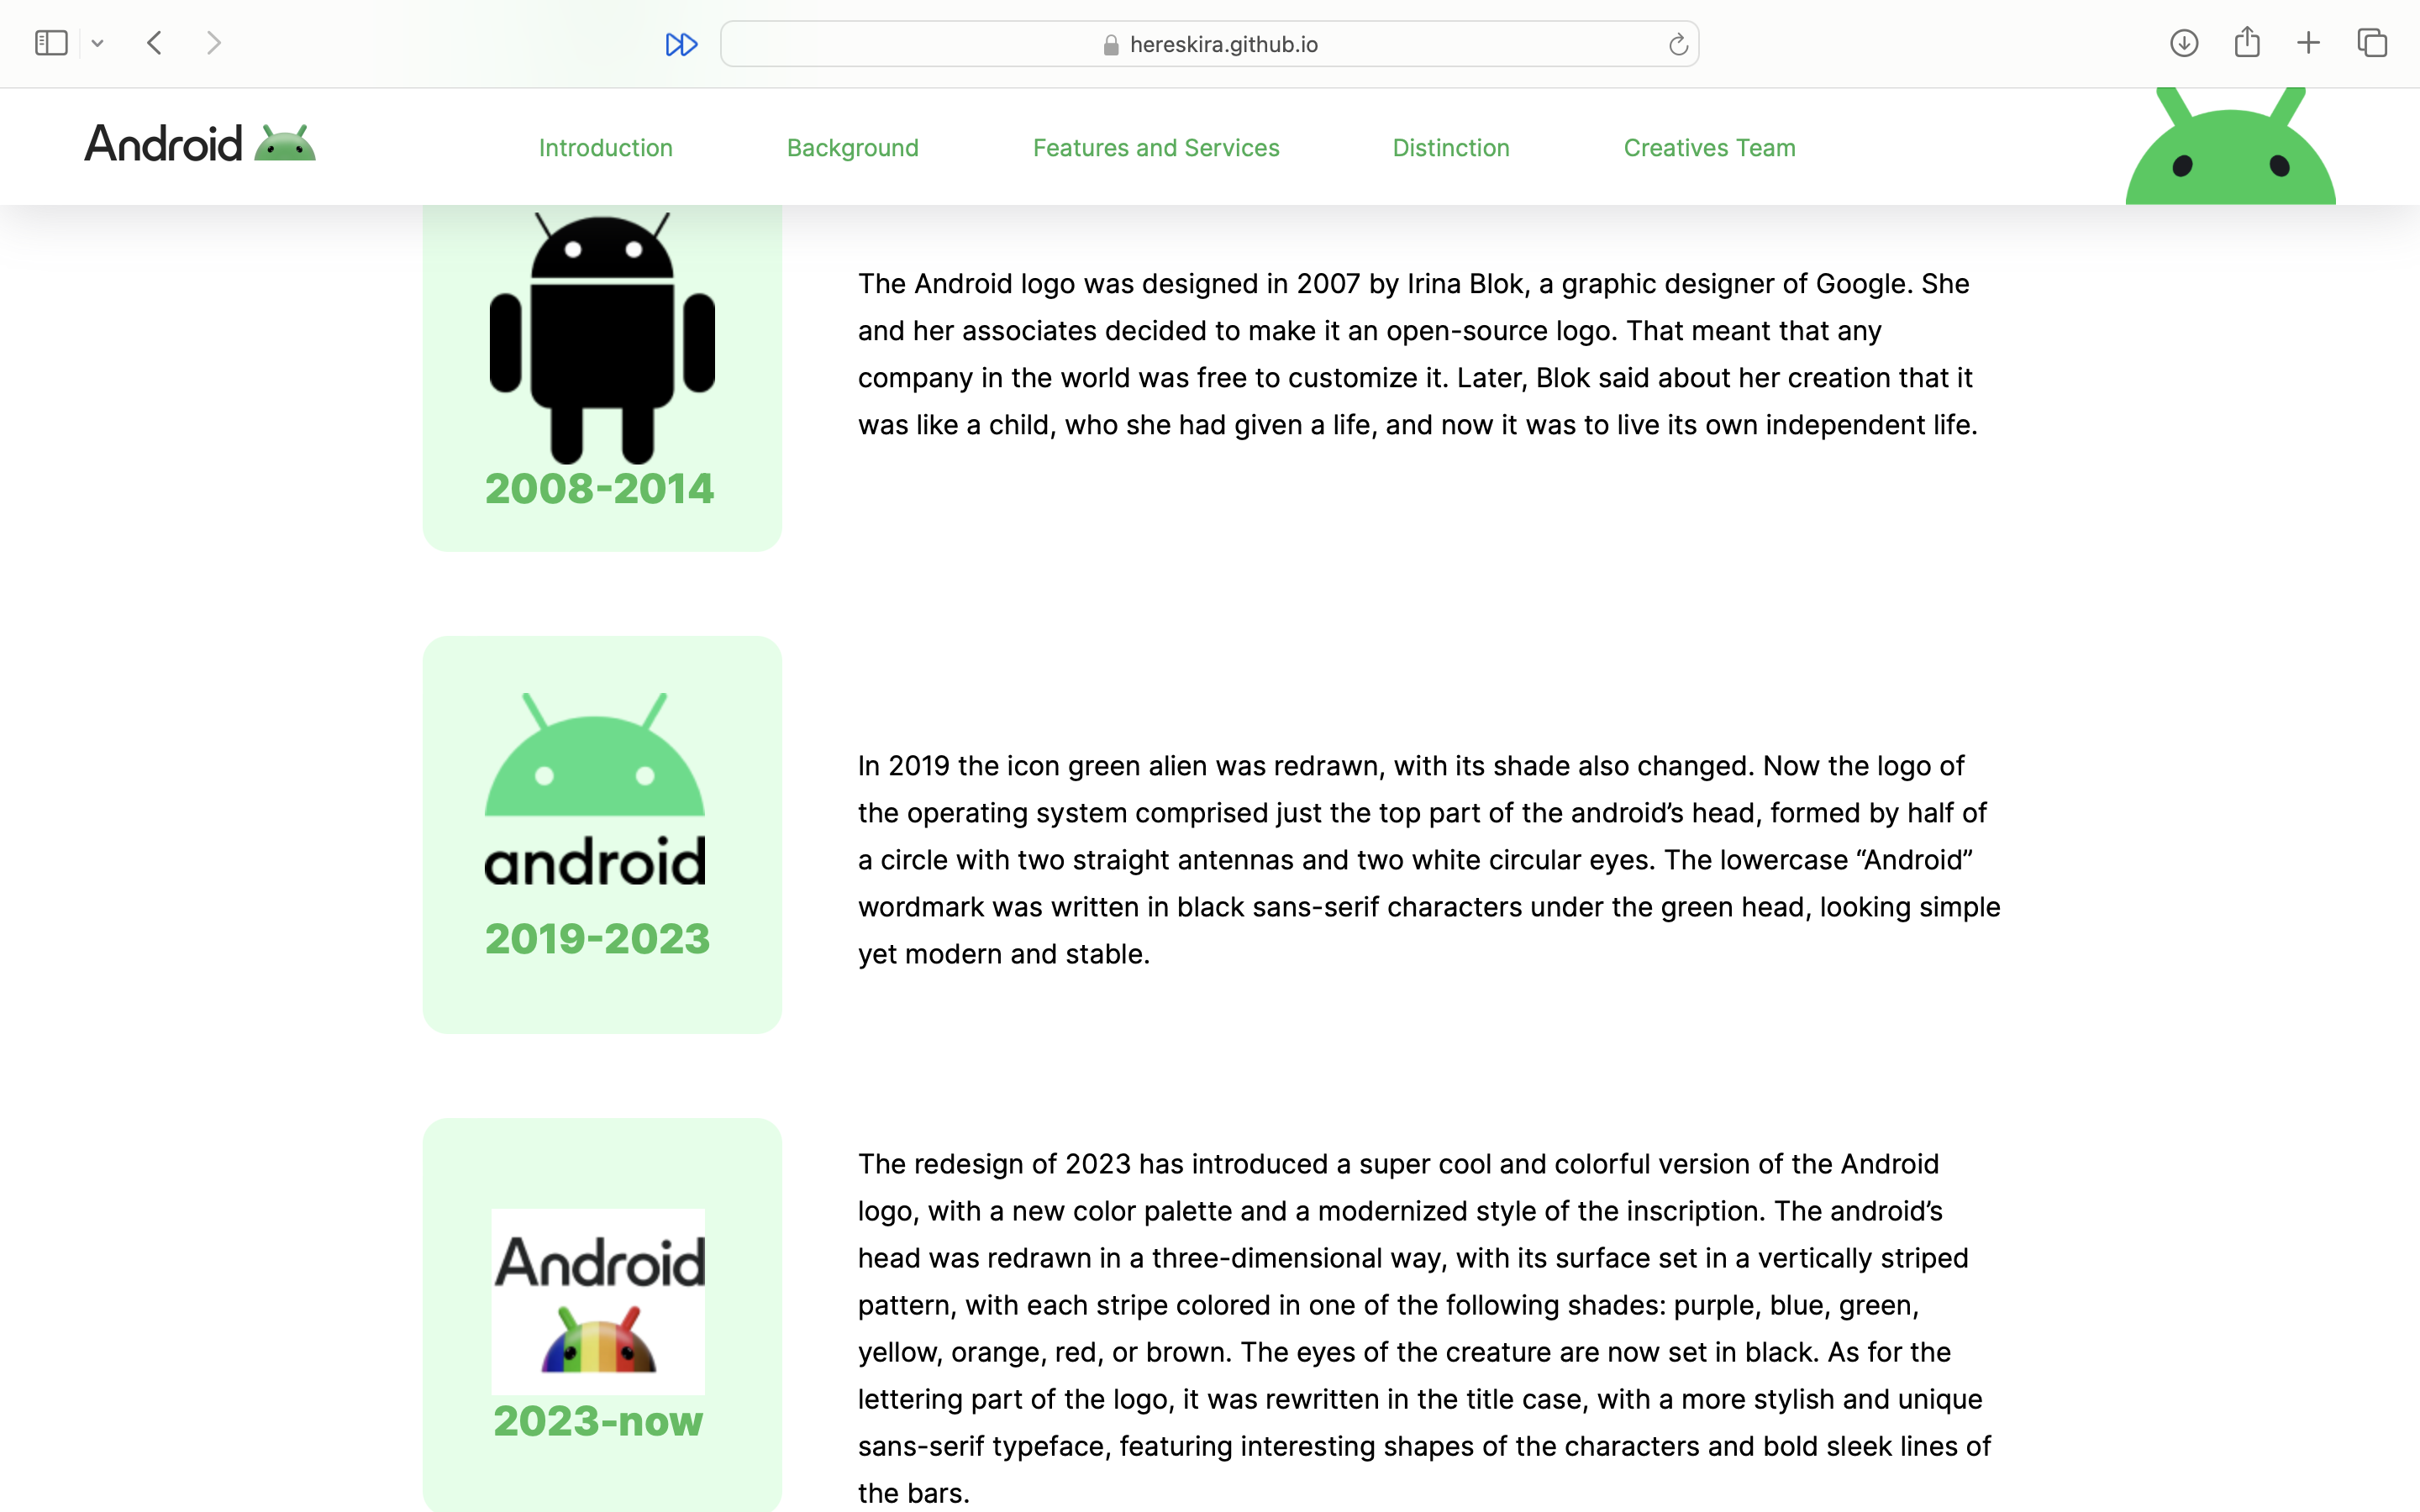 hereskira.github.io
Android
Introduction
Background
Features and Services
Distinction
Creatives Team
2008-2014
The Android logo was designed in 2007 by Irina Blok, a graphic designer of Google. She
and her associates decided to make it an open-source logo. That meant that any
company in the world was free to customize it. Later, Blok said about her creation that it
was like a child, who she had given a life, and now it was to live its own independent life.
android
2019-2023
In 2019 the icon green alien was redrawn, with its shade also changed. Now the logo of
the operating system comprised just the top part of the android’s head, formed by half of
a circle with two straight antennas and two white circular eyes. The lowercase “Android”
wordmark was written in black sans-serif characters under the green head, looking simple
yet modern and stable.
Android
2023-now
The redesign of 2023 has introduced a super cool and colorful version of the Android
logo, with a new color palette and a modernized style of the inscription. The android’s
head was redrawn in a three-dimensional way, with its surface set in a vertically striped
pattern, with each stripe colored in one of the following shades: purple, blue, green,
yellow, orange, red, or brown. The eyes of the creature are now set in black. As for the
lettering part of the logo, it was rewritten in the title case, with a more stylish and unique
sans-serif typeface, featuring interesting shapes of the characters and bold sleek lines of
the bars.